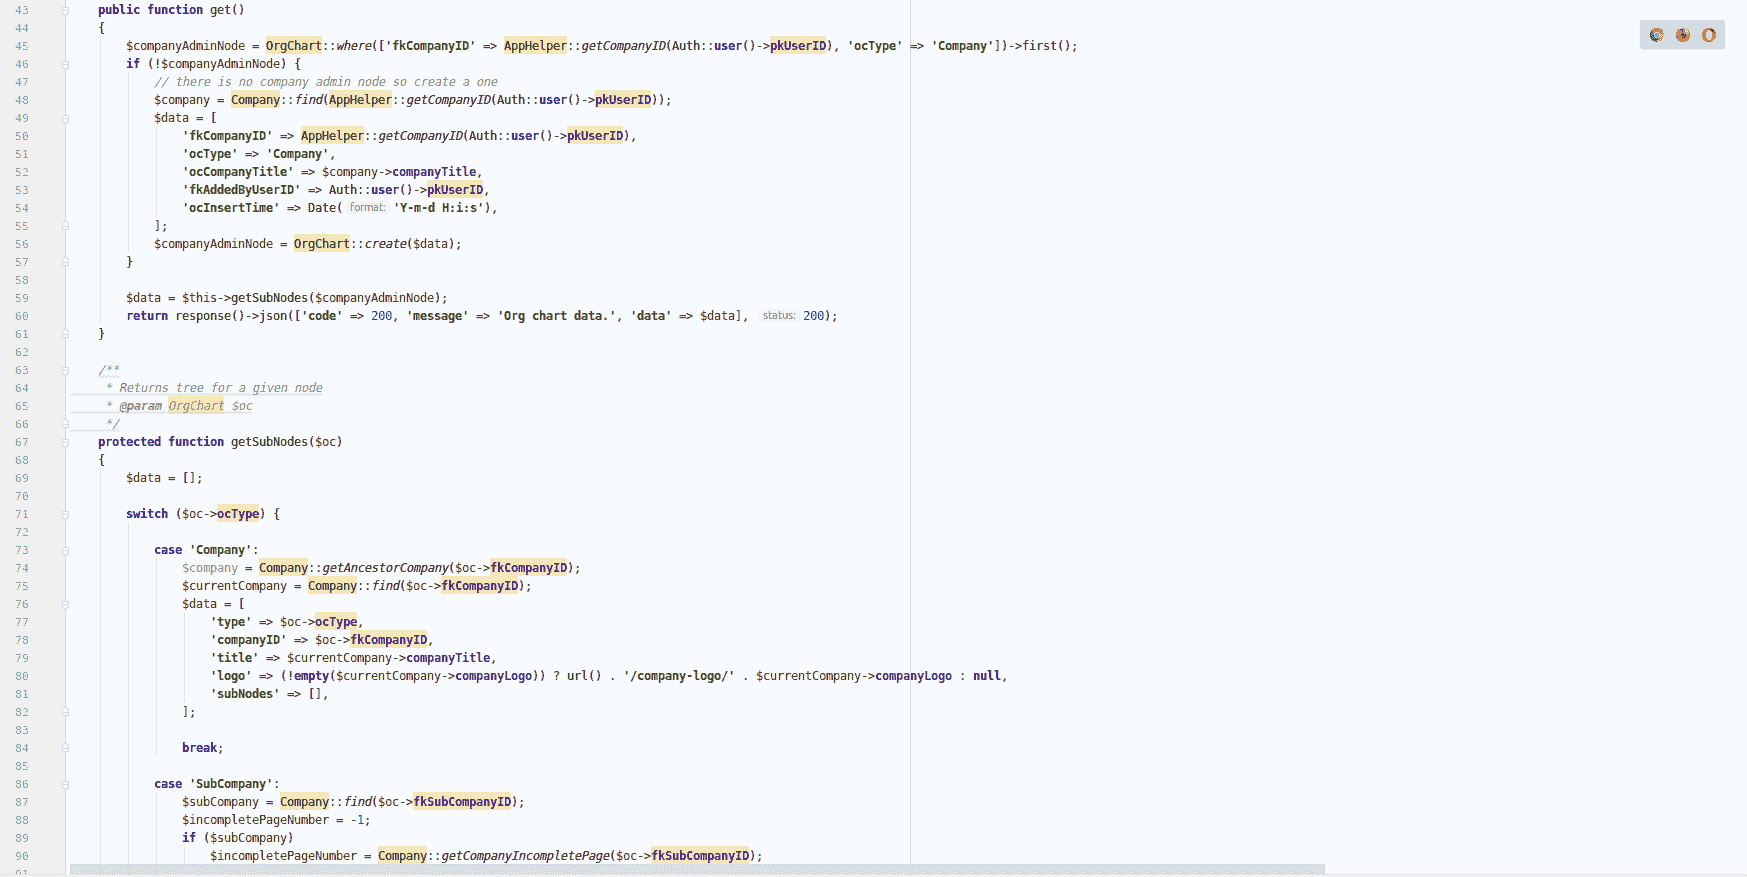 43 public function get()
44 {
45 $companyAdminNode = OrgChart::where(['fkCompanyID' => AppHelper::getCompanyID(Auth::user()->pkUserID), 'ocType' => 'Company'])->first();
46 if (!$companyAdminNode) {
47 // there is no company admin node so create a one
48 $company = Company::find(AppHelper::getCompanyID(Auth::user()->pkUserID));
49 $data = [
50 'fkCompanyID' => AppHelper::getCompanyID(Auth::user()->pkUserID),
51 'ocType' => 'Company',
52 'ocCompanyTitle' => $company->companyTitle,
53 'fkAddedByUserID' => Auth::user()->pkUserID,
54 'ocInsertTime' => Date( format: 'Y-m-d H:i:s'),
55 ];
56 $companyAdminNode = OrgChart::create($data);
57 }
58
59 $data = $this->getSubNodes($companyAdminNode);
60 return response()->json(['code' => 200, 'message' => 'Org chart data.', 'data' => $data], status: 200);
61 }
62
63 /**
64 * Returns tree for a given node
65 * @param OrgChart $oc
66 */
67 protected function getSubNodes($oc)
68 {
69 $data = [];
70
71 switch ($oc->ocType) {
72
73 case 'Company':
74 $company = Company::getAncestorCompany($oc->fkCompanyID);
75 $currentCompany = Company::find($oc->fkCompanyID);
76 $data = [
77 'type' => $oc->ocType,
78 'companyID' => $oc->fkCompanyID,
79 'title' => $currentCompany->companyTitle,
80 'logo' => (!empty($currentCompany->companyLogo)) ? url() . '/company-logo/' . $currentCompany->companyLogo : null,
81 'subNodes' => [],
82 ];
83
84 break;
85
86 case 'SubCompany':
87 $subCompany = Company::find($oc->fkSubCompanyID);
88 $incompletePageNumber = -1;
89 if ($subCompany)
90 $incompletePageNumber = Company::getCompanyIncompletePage($oc->fkSubCompanyID);
91